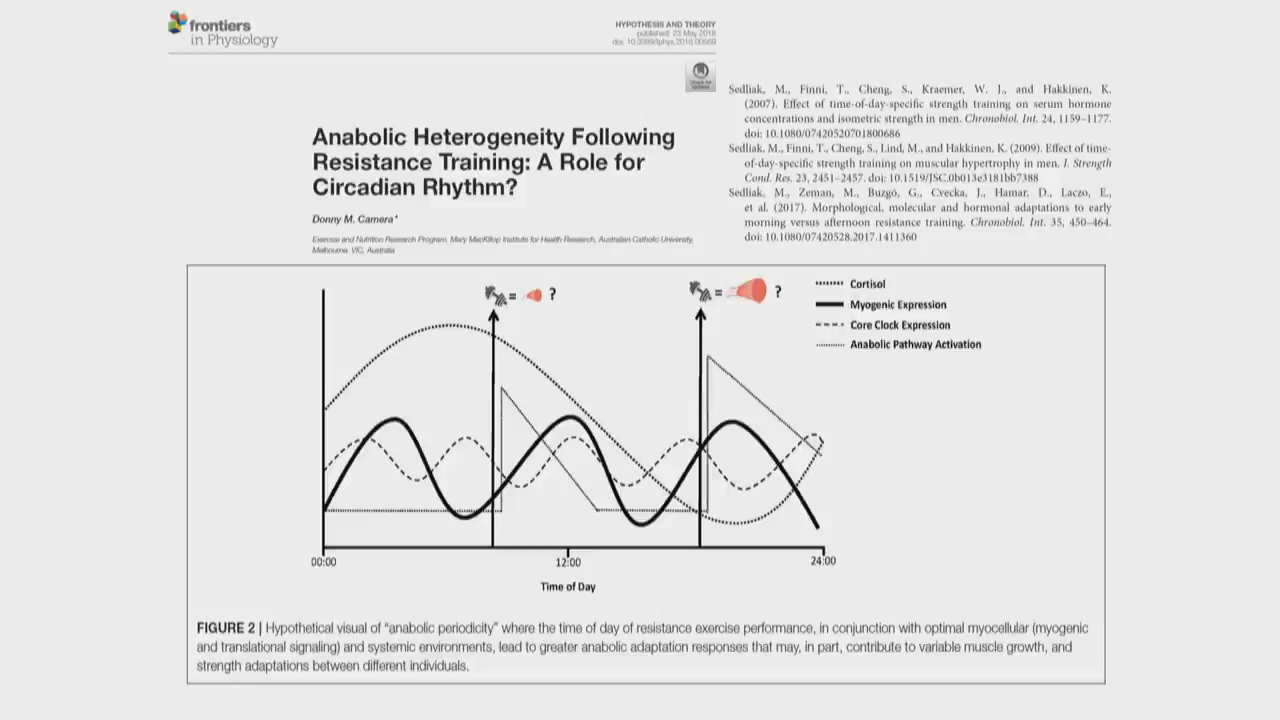 frontiers
in Physiology
HYPOTHESIS AND THEORY
published: 23 May 2018
doi: 10.3389/fphys.2018.00569
Check for
updates
Anabolic Heterogeneity Following
Resistance Training: A Role for
Circadian Rhythm?
Donny M. Camera*
Exercise and Nutrition Research Program, Mary MacKillop Institute for Health Research, Australian Catholic University,
Melbourne, VIC, Australia
Sedliak, M., Finni, T., Cheng, S., Kraemer, W. J., and Hakkinen, K.
(2007). Effect of time-of-day-specific strength training on serum hormone
concentrations and isometric strength in men. Chronobiol. Int. 24, 1159–1177.
doi: 10.1080/07420520701800686
Sedliak, M., Finni, T., Cheng, S., Lind, M., and Hakkinen, K. (2009). Effect of time-
of-day-specific strength training on muscular hypertrophy in men. J. Strength
Cond. Res. 23, 2451–2457. doi: 10.1519/JSC.0b013e3181bb7388
Sedliak, M., Zeman, M., Buzgó, G., Cvecka, J., Hamar, D., Laczo, E.,
et al. (2017). Morphological, molecular and hormonal adaptations to early
morning versus afternoon resistance training. Chronobiol. Int. 35, 450–464.
doi: 10.1080/07420528.2017.1411360
= ?
= ?
Cortisol
Myogenic Expression
Core Clock Expression
Anabolic Pathway Activation
00:00
12:00
24:00
Time of Day
FIGURE 2 | Hypothetical visual of “anabolic periodicity” where the time of day of resistance exercise performance, in conjunction with optimal myocellular (myogenic
and translational signaling) and systemic environments, lead to greater anabolic adaptation responses that may, in part, contribute to variable muscle growth, and
strength adaptations between different individuals.